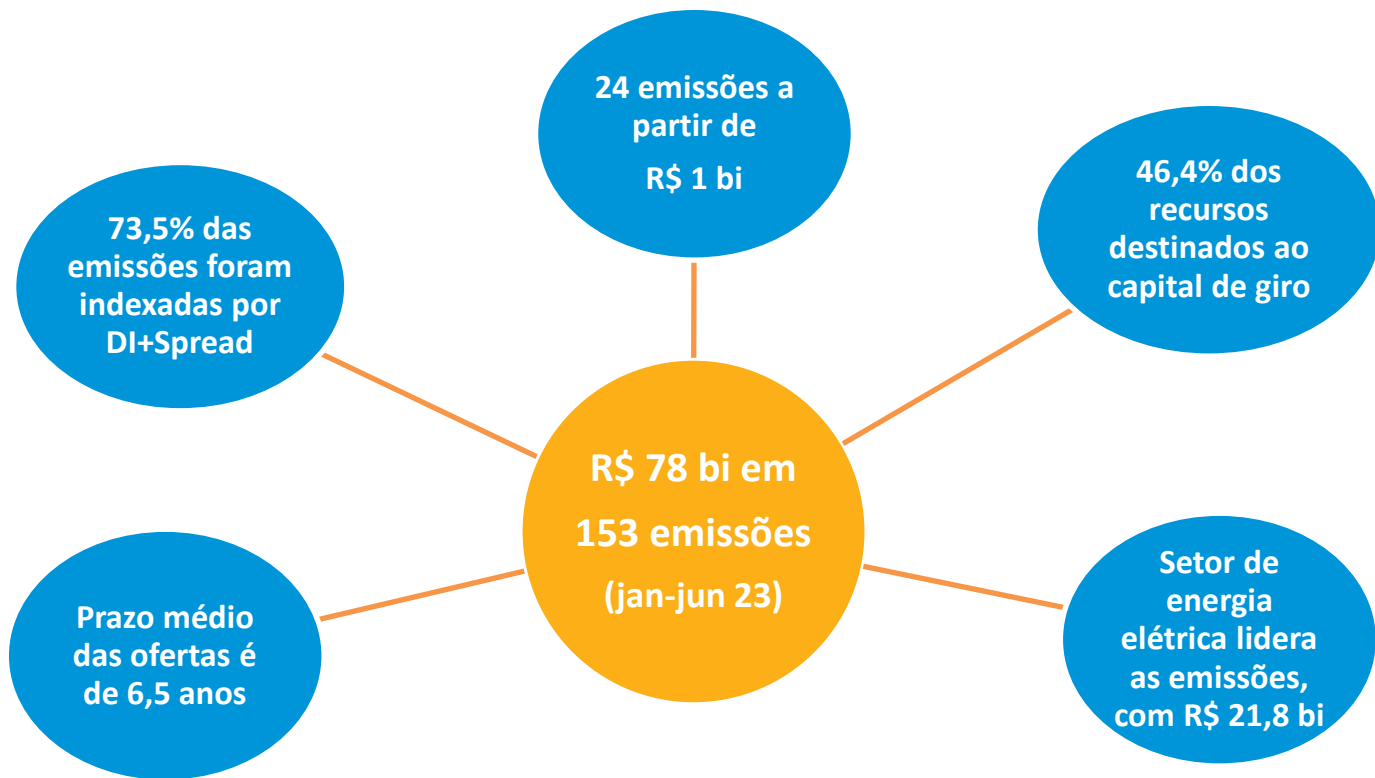 24 emissões a
partir de
R$ 1 bi
46,4% dos
recursos
destinados ao
capital de giro
73,5% das
emissões foram
indexadas por
DI+Spread
R$ 78 bi em
153 emissões
(jan-jun 23)
Prazo médio
das ofertas é
de 6,5 anos
Setor de
energia
elétrica lidera
as emissões,
com R$ 21,8 bi